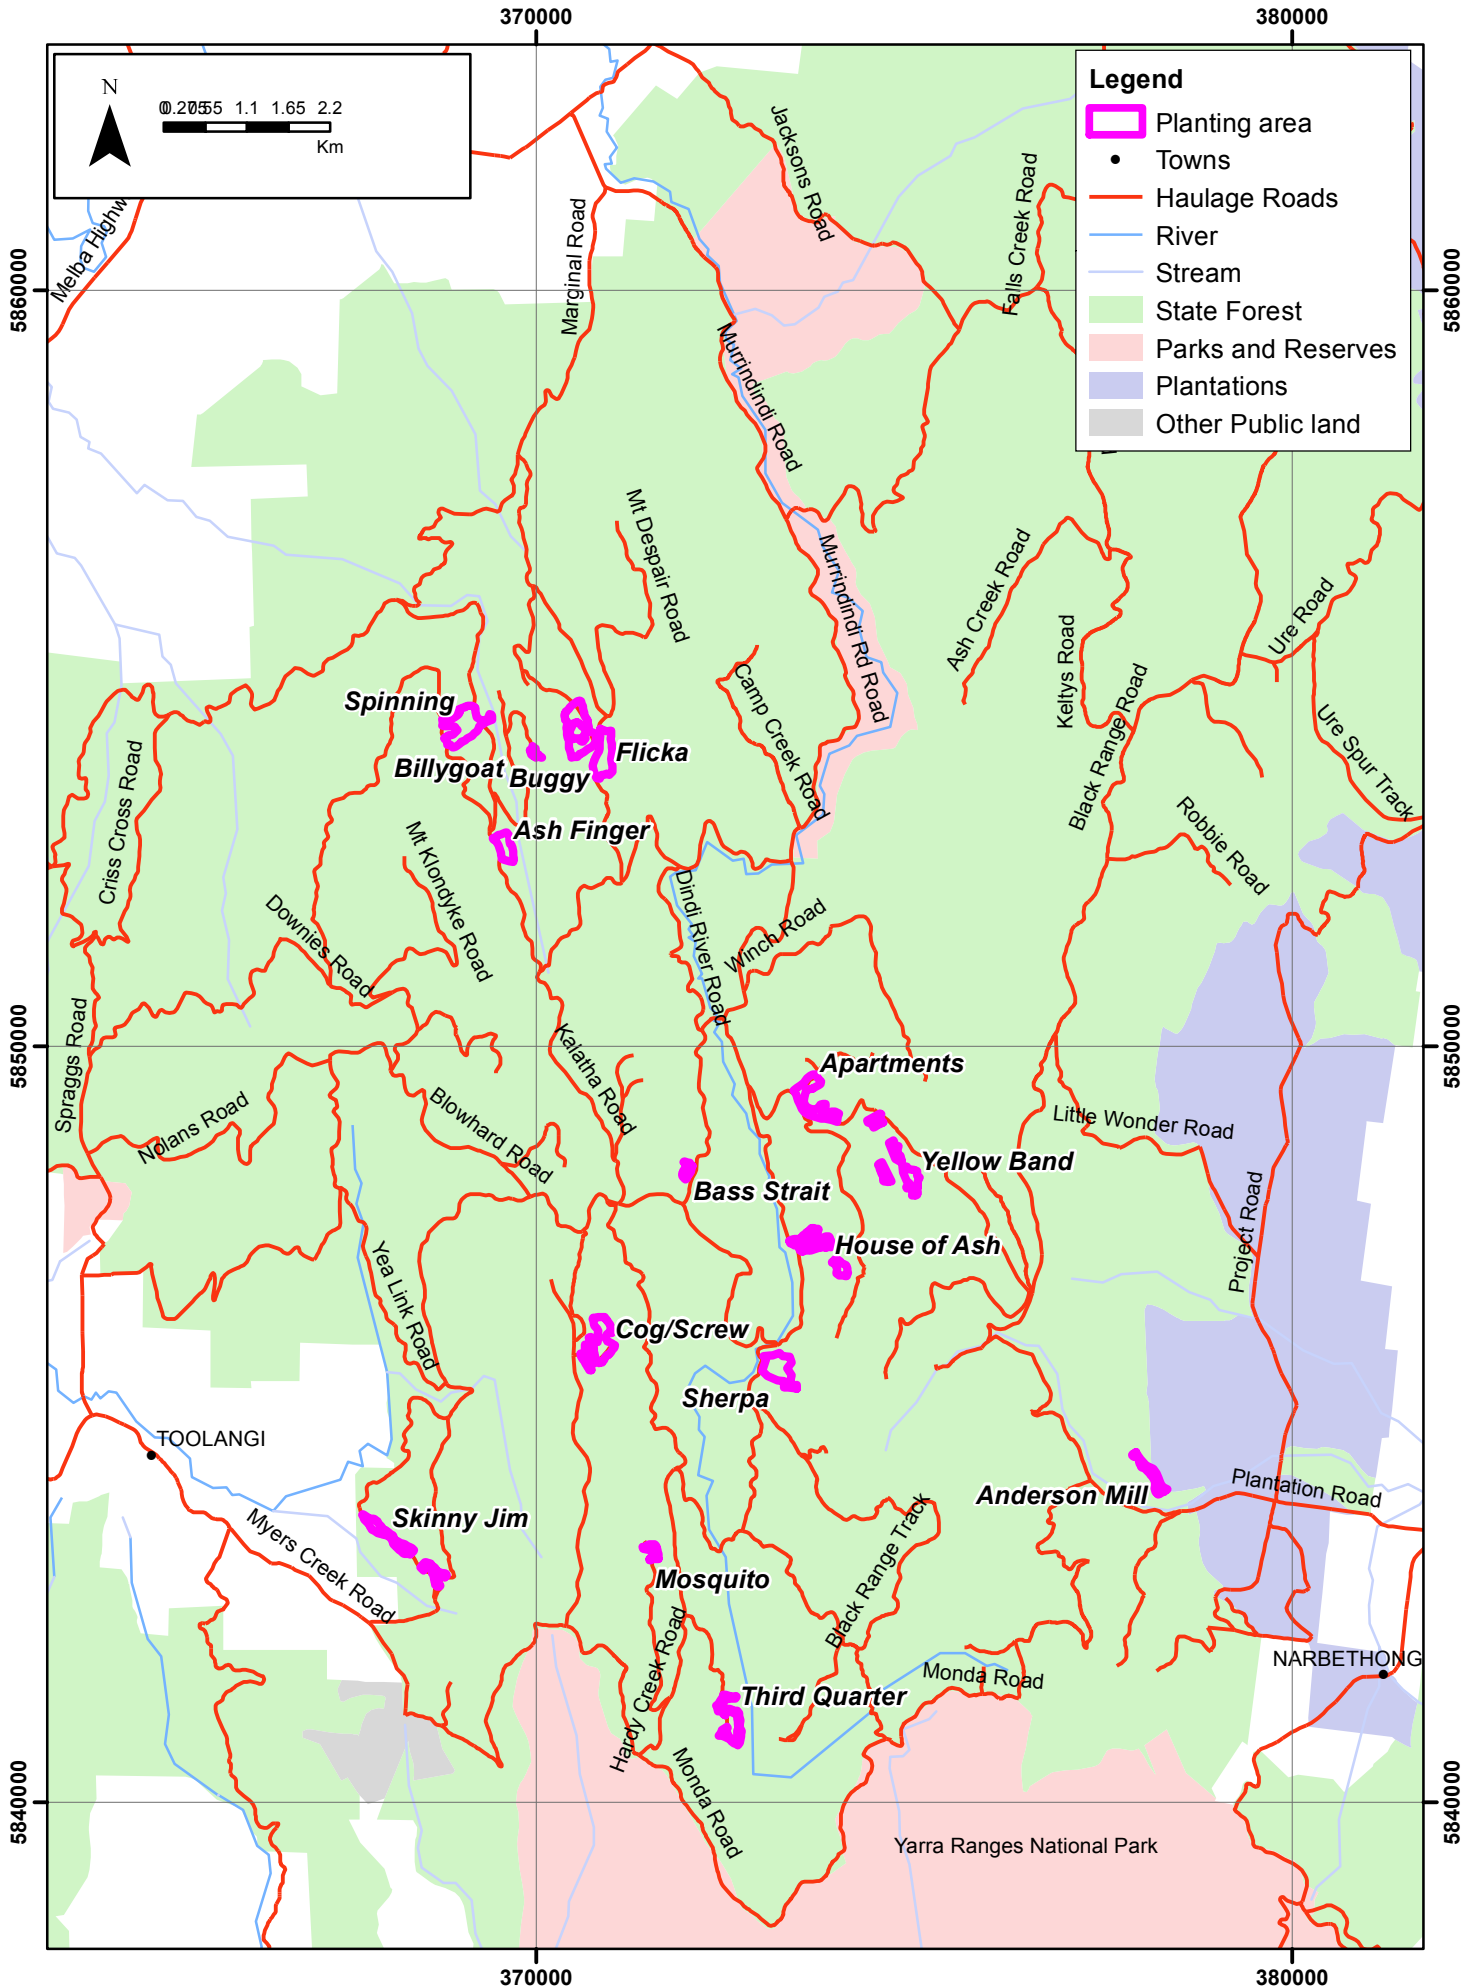 370000
380000
N
0 0.275 0.55 1.1 1.65 2.2
Km
Legend
Planting area
Towns
Haulage Roads
River
Stream
State Forest
Parks and Reserves
Plantations
Other Public land
Jacksons Road
Falls Creek Road
Marginal Road
Melba Highw
5860000
5860000
Murrindindi Road
Mt Despair Road
Murrindindi Rd Road
Ash Creek Road
Keltys Road
Ure Road
Black Range Road
Ure Spur Track
Spinning
Camp Creek Road
Criss Cross Road
Billygoat
Buggy
Flicka
Ash Finger
Mt Klondyke Road
Robbie Road
Downies Road
Dindi River Road
Winch Road
Spraggs Road
5850000
5850000
Kalatha Road
Apartments
Nolans Road
Blowhard Road
Little Wonder Road
Yellow Band
Bass Strait
Project Road
House of Ash
Yea Link Road
Cog/Screw
Sherpa
TOOLANGI
Anderson Mill
Plantation Road
Skinny Jim
Myers Creek Road
Black Range Track
Mosquito
Hardy Creek Road
NARBETHONG
Monda Road
Third Quarter
Monda Road
5840000
5840000
Yarra Ranges National Park
370000
380000